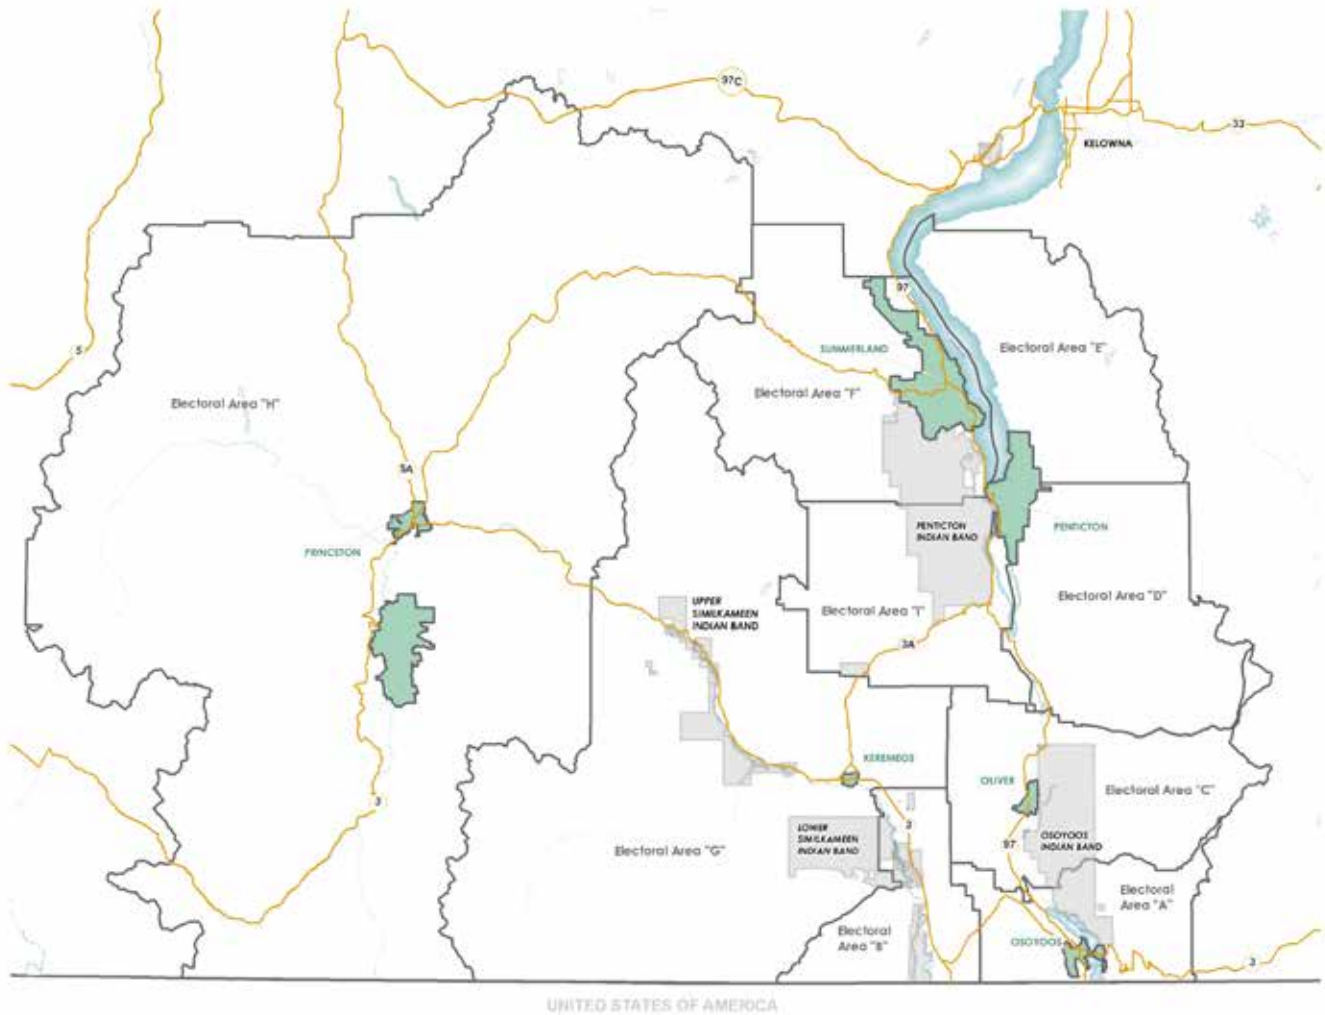 97C
33
KELOWNA
97
5
SUMMERLAND
Electoral Area "E"
Electoral Area "H"
Electoral Area "F"
5A
PENTICTON
INDIAN BAND
PENTICTON
PRINCETON
UPPER
SIMILKAMEEN
INDIAN BAND
Electoral Area "I"
Electoral Area "D"
3A
KEREMEOS
OLIVER
Electoral Area "C"
3
3
LOWER
SIMILKAMEEN
INDIAN BAND
OSOYOOS
INDIAN BAND
97
Electoral Area "G"
Electoral
Area "A"
Electoral
Area "B"
OSOYOOS
3
UNITED STATES OF AMERICA